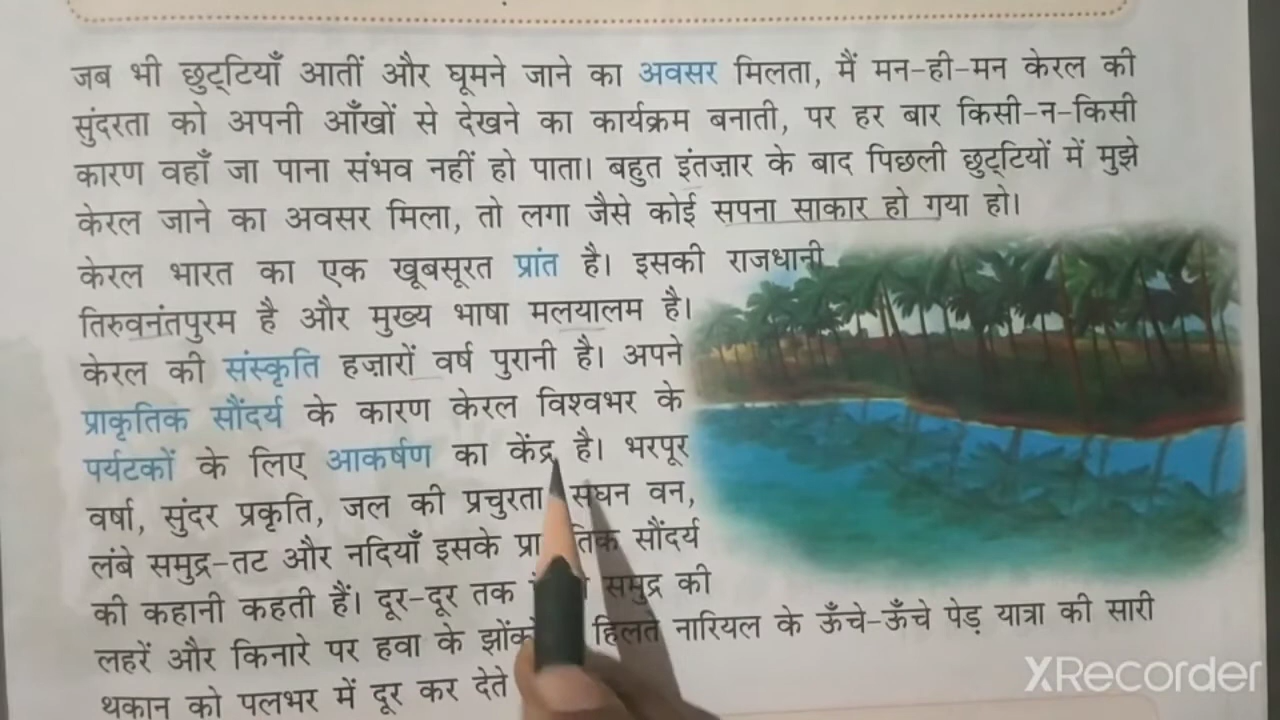 जब भी छुट्टियाँ आतीं और घूमने जाने का अवसर मिलता, मैं मन-ही-मन केरल की
सुंदरता को अपनी आँखों से देखने का कार्यक्रम बनाती, पर हर बार किसी-न-किसी
कारण वहाँ जा पाना संभव नहीं हो पाता। बहुत इंतज़ार के बाद पिछली छुट्टियों में मुझे
केरल जाने का अवसर मिला, तो लगा जैसे कोई सपना साकार हो गया हो।
केरल भारत का एक खूबसूरत प्रांत है। इसकी राजधानी
तिरुवनंतपुरम है और मुख्य भाषा मलयालम है।
केरल की संस्कृति हज़ारों वर्ष पुरानी है। अपने
प्राकृतिक सौंदर्य के कारण केरल विश्वभर के
पर्यटकों के लिए आकर्षण का केंद्र है। भरपूर
वर्षा, सुंदर प्रकृति, जल की प्रचुरता सघन वन,
लंबे समुद्र-तट और नदियाँ इसके सौंदर्य
की कहानी कहती हैं। दूर-दूर तक समुद्र की
लहरें और किनारे पर हवा के हिलते नारियल के ऊँचे-ऊँचे पेड़ यात्रा की सारी
थकान को पलभर में दूर कर देते
XRecorder